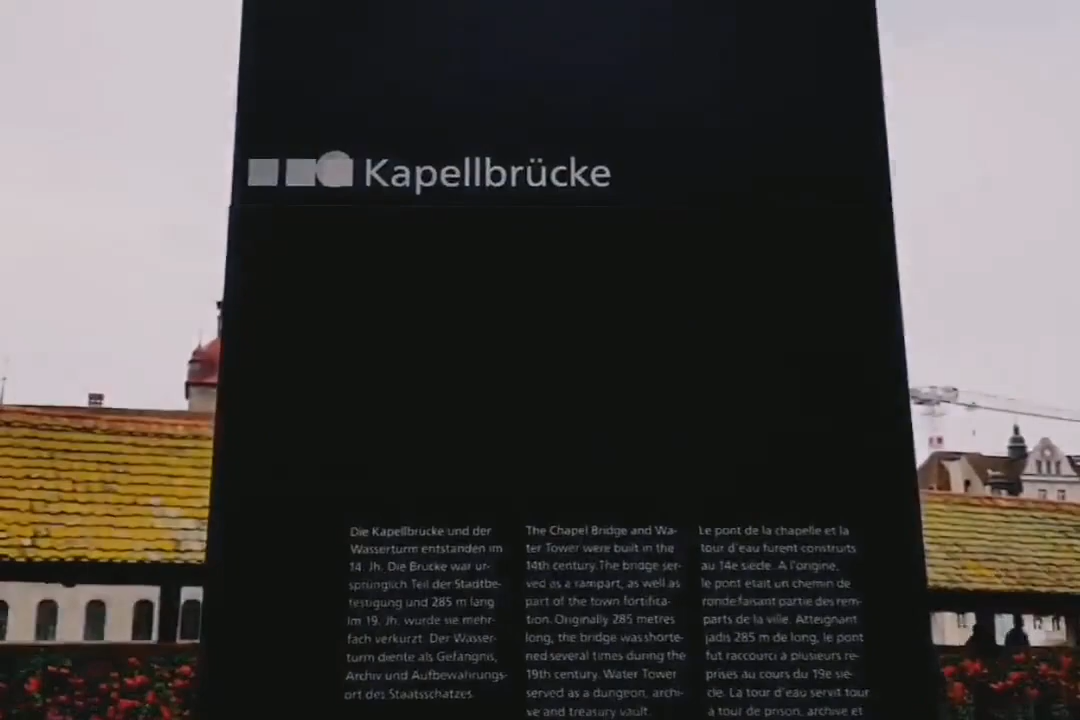 Kapellbrücke
Die Kapellbrücke und der
Wasserturm entstanden im
14. Jh. Die Brücke war ur-
sprünglich Teil der Stadtbe-
festigung und 285 m lang
Im 19. Jh. wurde sie mehr-
fach verkürzt. Der Wasser-
turm diente als Gefängnis,
Archiv und Aufbewahrungs-
ort des Staatsschatzes.
The Chapel Bridge and Wa-
ter Tower were built in the
14th century. The bridge ser-
ved as a rampart, as well as
part of the town fortifica-
tion. Originally 285 metres
long, the bridge was shorte-
ned several times during the
19th century. Water Tower
served as a dungeon, archi-
ve and treasury vault.
Le pont de la chapelle et la
tour d'eau furent construits
au 14e siècle. A l'origine,
le pont était un chemin de
ronde faisant partie des rem-
parts de la ville. Atteignant
jadis 285 m de long, le pont
fut raccourci à plusieurs re-
prises au cours du 19e siè-
cle. La tour d'eau servit tour
à tour de prison, archive et